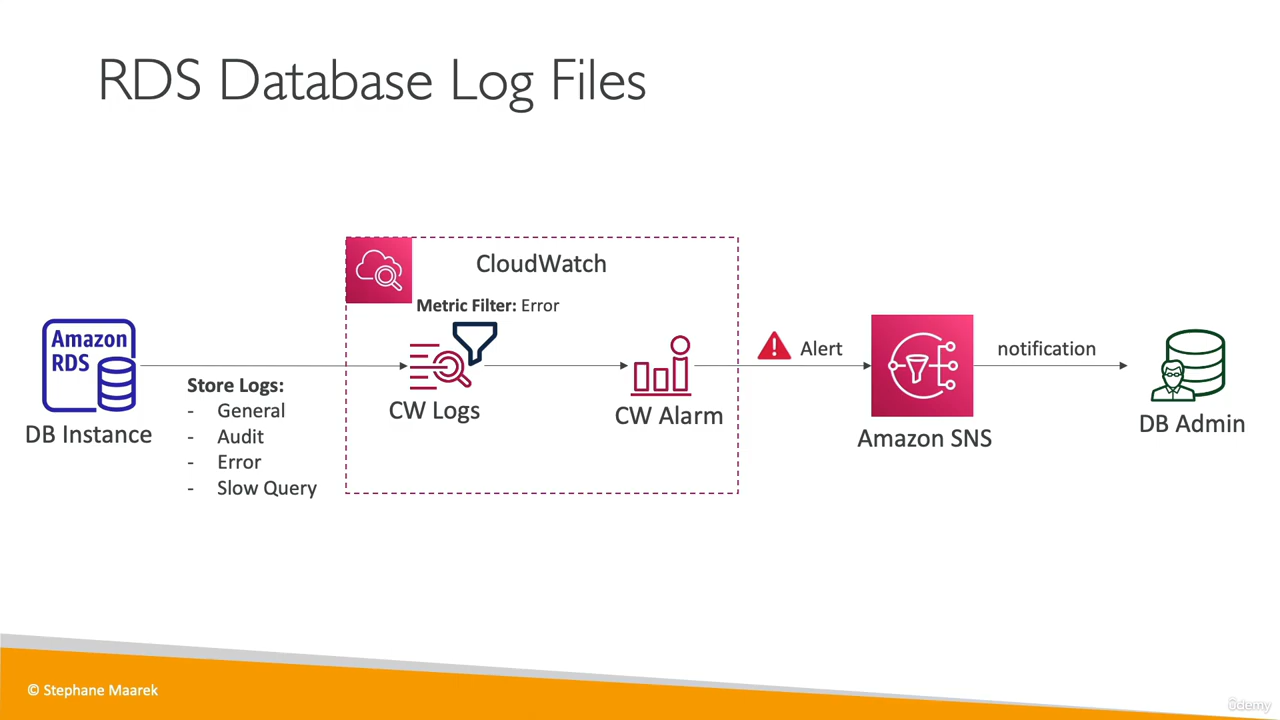 RDS Database Log Files
CloudWatch
Metric Filter: Error
Amazon
RDS
DB Instance
Store Logs:
- General
- Audit
- Error
- Slow Query
CW Logs
CW Alarm
Alert
Amazon SNS
notification
DB Admin
© Stephane Maarek
ûdemy